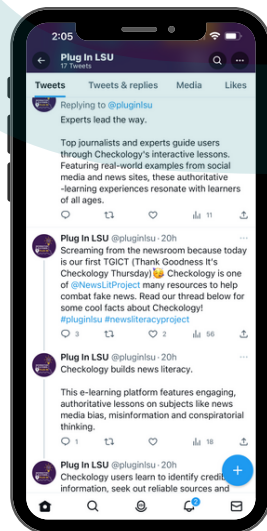 2:05
Plug In LSU
17 Tweets
Tweets Tweets & replies Media Likes
Replying to @pluginlsu
Experts lead the way.
Top journalists and experts guide users
through Checkology's interactive lessons.
Featuring real-world examples from social
media and news sites, these authoritative
-learning experiences resonate with learners
of all ages.
11
Plug In LSU @pluginlsu · 20h
Screaming from the newsroom because today
is our first TGICT (Thank Goodness It's
Checkology Thursday)🥳 Checkology is one
of @NewsLitProject many resources to help
combat fake news. Read our thread below for
some cool facts about Checkology!
#pluginlsu #newsliteracyproject
3 2 56
Plug In LSU @pluginlsu · 20h
Checkology builds news literacy.
This e-learning platform features engaging,
authoritative lessons on subjects like news
media bias, misinformation and conspiratorial
thinking.
1 18
Plug In LSU @pluginlsu · 20h
Checkology users learn to identify credible
information, seek out reliable sources and